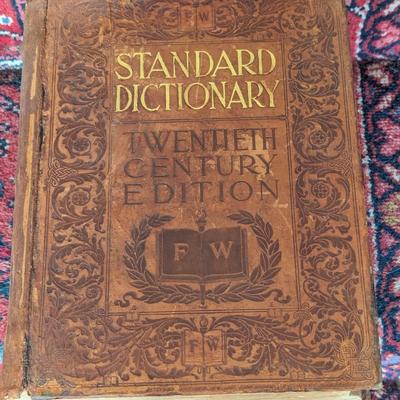 F W
STANDARD
DICTIONARY
TWENTIETH
CENTURY
EDITION
F W
F W